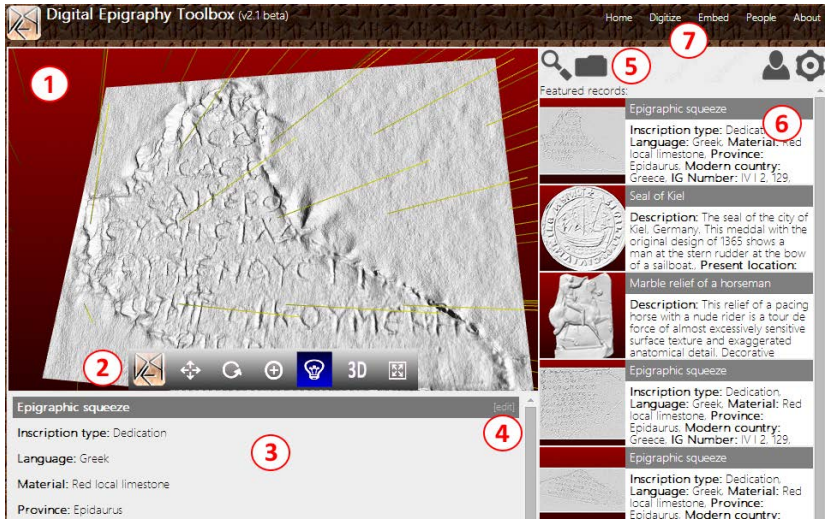 Digital Epigraphy Toolbox (v2.1 beta)
Home Digitize Embed People About
7
1
5
Featured records:
2
3D
Epigraphic squeeze
[edit]
4
Inscription type: Dedication
3
Language: Greek
Material: Red local limestone
Province: Epidaurus
Epigraphic squeeze
6
Inscription type: Dedication,
Language: Greek, Material: Red
local limestone, Province:
Epidaurus, Modern country:
Greece, IG Number: IV I 2, 129,
Seal of Kiel
Description: The seal of the city of
Kiel, Germany. This meddal with the
original design of 1365 shows a
man at the stern rudder at the bow
of a sailboat., Present location:
Marble relief of a horseman
Description: This relief of a pacing
horse with a nude rider is a tour de
force of almost excessively sensitive
surface texture and exaggerated
anatomical detail. Decorative
Epigraphic squeeze
Inscription type: Dedication,
Language: Greek, Material: Red
local limestone, Province:
Epidaurus, Modern country:
Greece, IG Number: IV I 2, 129,
Epigraphic squeeze
Inscription type: Dedication,
Language: Greek, Material: Red
local limestone, Province:
Epidaurus, Modern country: